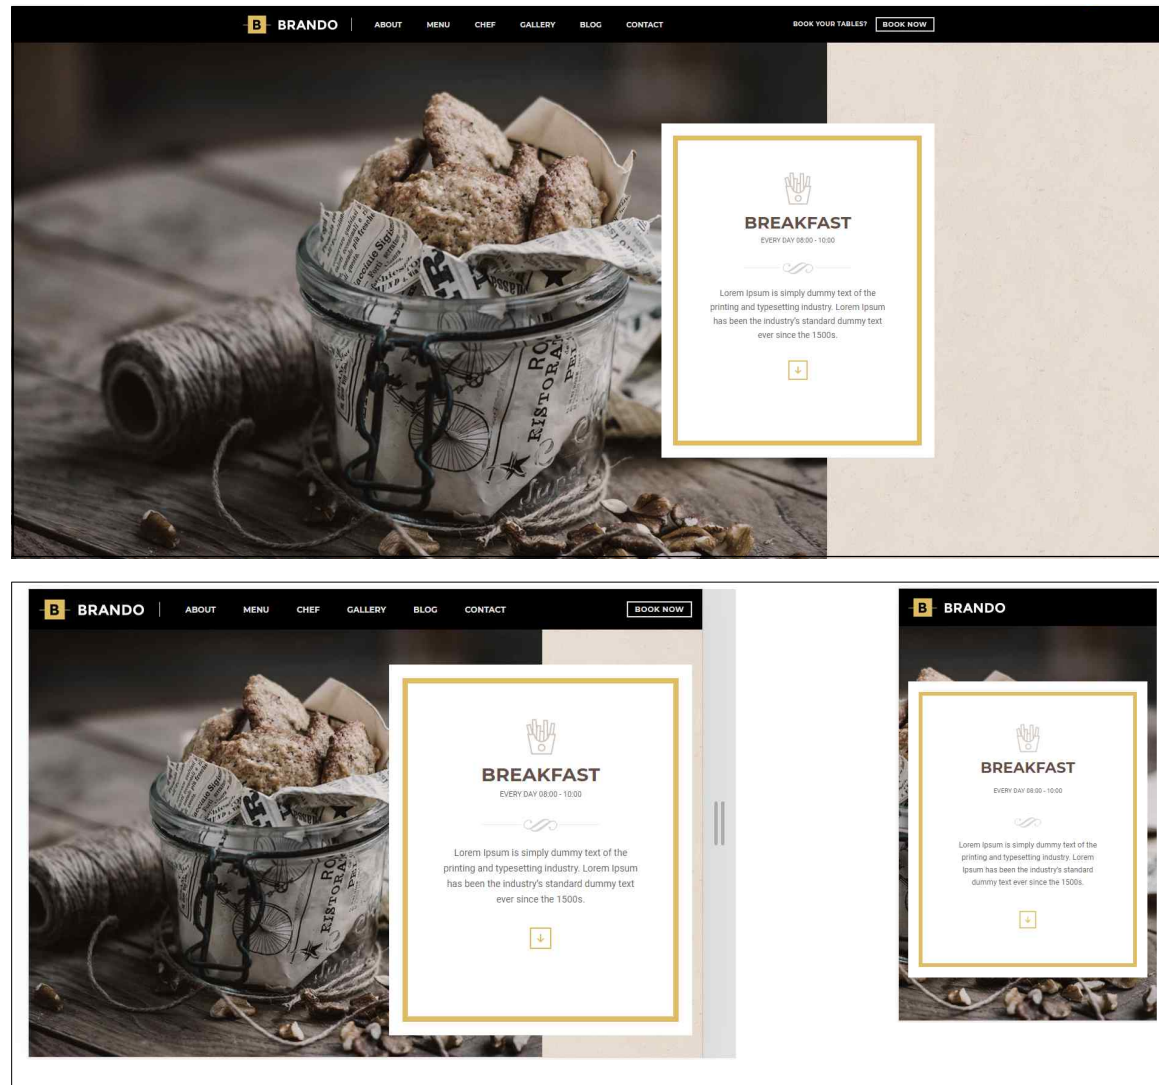 B BRANDO ABOUT MENU CHEF GALLERY BLOG CONTACT BOOK YOUR TABLES? BOOK NOW
BREAKFAST
EVERY DAY 08:00 - 10:00
Lorem Ipsum is simply dummy text of the
printing and typesetting industry. Lorem Ipsum
has been the industry's standard dummy text
ever since the 1500s.
RISTORA
B BRANDO ABOUT MENU CHEF GALLERY BLOG CONTACT BOOK NOW
BREAKFAST
EVERY DAY 08:00 - 10:00
Lorem Ipsum is simply dummy text of the
printing and typesetting industry. Lorem Ipsum
has been the industry's standard dummy text
ever since the 1500s.
B BRANDO
BREAKFAST
EVERY DAY 08:00 - 10:00
Lorem Ipsum is simply dummy text of the
printing and typesetting industry. Lorem
Ipsum has been the industry's standard
dummy text ever since the 1500s.